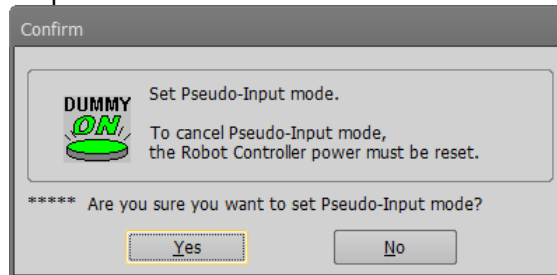 Confirm
DUMMY
ON
Set Pseudo-Input mode.
To cancel Pseudo-Input mode,
the Robot Controller power must be reset.
***** Are you sure you want to set Pseudo-Input mode?
Yes
No